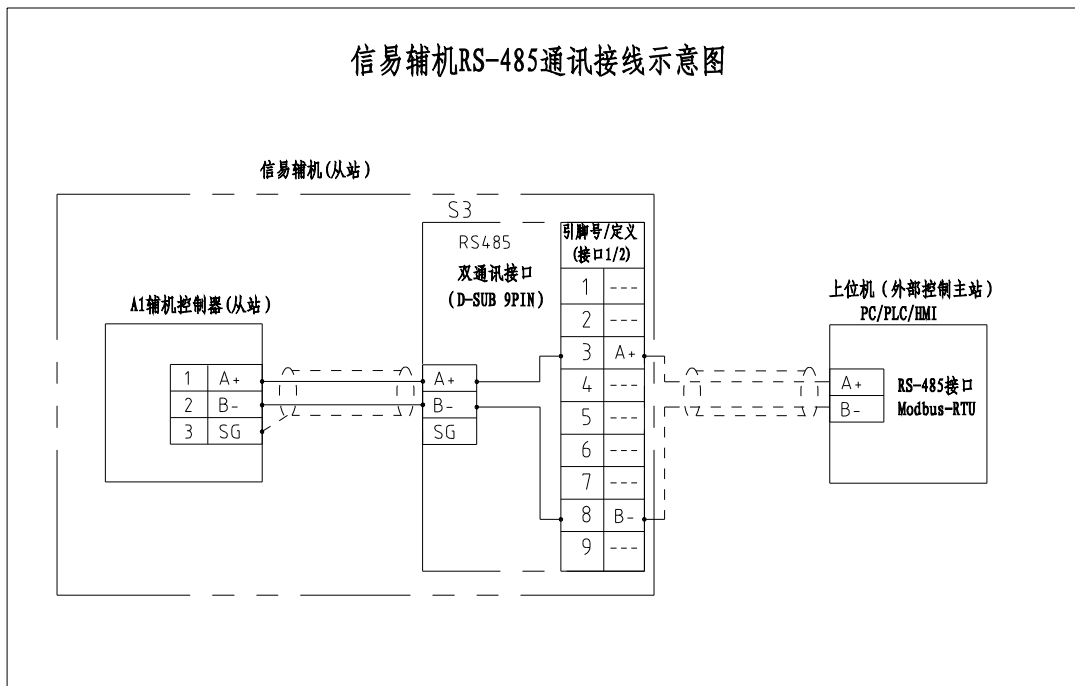 信易辅机RS-485通讯接线示意图
信易辅机(从站)
S3
RS485
双通讯接口
(D-SUB 9PIN)
引脚号/定义
(接口1/2)
1 ---
2 ---
3 A+
4 ---
5 ---
6 ---
7 ---
8 B-
9 ---
A1辅机控制器(从站)
1 A+
2 B-
3 SG
A+
B-
SG
上位机(外部控制主站)
PC/PLC/HMI
A+
B-
RS-485接口
Modbus-RTU